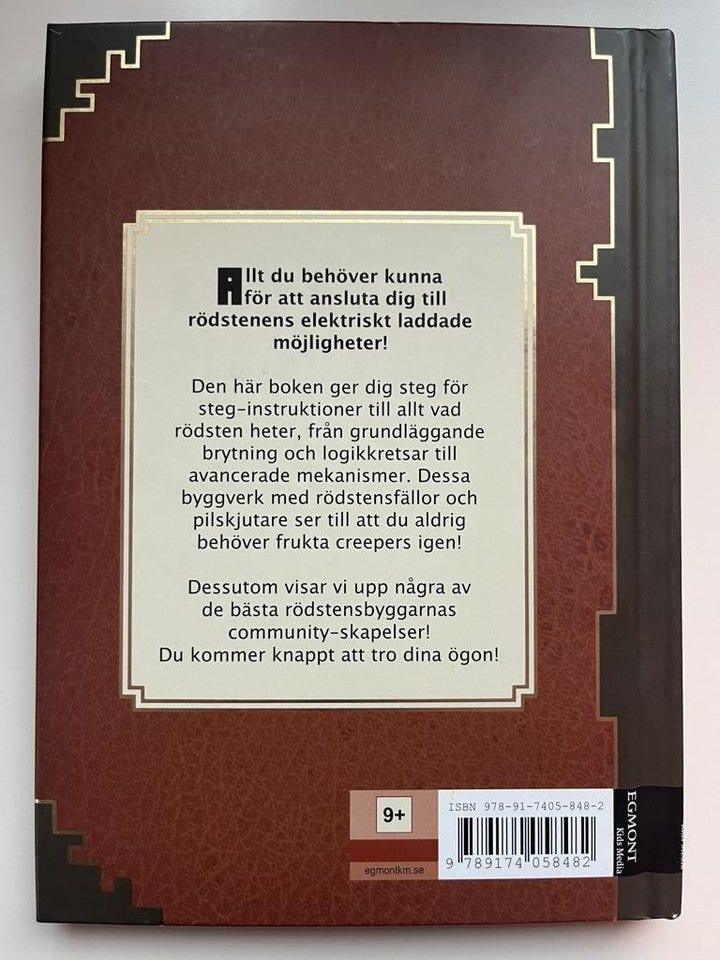 Allt du behöver kunna
för att ansluta dig till
rödstenens elektriskt laddade
möjligheter!
Den här boken ger dig steg för
steg-instruktioner till allt vad
rödsten heter, från grundläggande
brytning och logikkretsar till
avancerade mekanismer. Dessa
byggverk med rödstensfällor och
pilskjutare ser till att du aldrig
behöver frukta creepers igen!
Dessutom visar vi upp några av
de bästa rödstensbyggarnas
community-skapelser!
Du kommer knappt att tro dina ögon!
9+
egmontkm.se
ISBN 978-91-7405-848-2
9 789174 058482
EGMONT
Kids Media